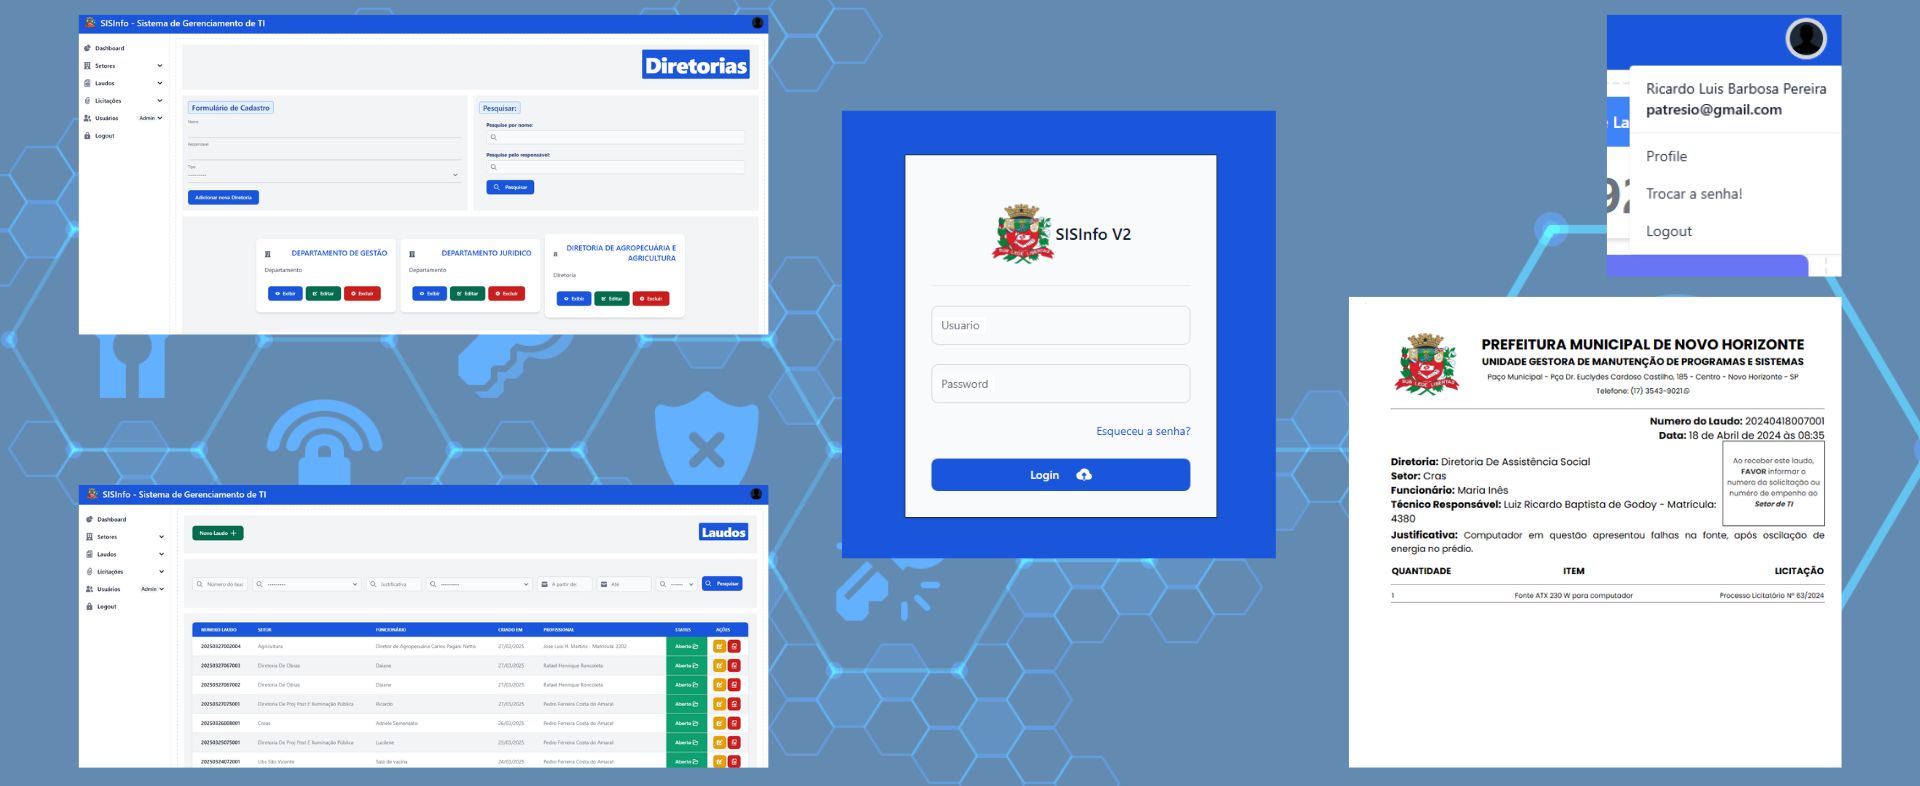 SISInfo - Sistema de Gerenciamento de TI
Dashboard
Setores
Laudos
Licitações
Usuários Admin
Logout
Diretorias
Formulário de Cadastro
Nome
Responsável
Tipo
---------
Adicionar nova Diretoria
Pesquisar:
Pesquise por nome:
Pesquise pelo responsável:
Pesquisar
DEPARTAMENTO DE GESTÃO
Departamento
Exibir Editar Excluir
DEPARTAMENTO JURIDICO
Departamento
Exibir Editar Excluir
DIRETORIA DE AGROPECUÁRIA E
AGRICULTURA
Diretoria
Exibir Editar Excluir
SISInfo - Sistema de Gerenciamento de TI
Dashboard
Setores
Laudos
Licitações
Usuários Admin
Logout
Novo Laudo +
Laudos
Número do lau --------- Justificativa --------- A partir de: Até ------ Pesquisar
NUMERO LAUDO SETOR FUNCIONÁRIO CRIADO EM PROFISSIONAL STATUS AÇÕES
20250327002004 Agricultura Diretor de Agropecuária Carlos Pagani Netto 27/03/2025 Jose Luis H. Martins - Matrícula: 2202 Aberto
20250327067003 Diretoria De Obras Daiane 27/03/2025 Rafael Henrique Roncoleta Aberto
20250327067002 Diretoria De Obras Daiane 27/03/2025 Rafael Henrique Roncoleta Aberto
20250327075001 Diretoria De Proj Post E Iluminação Pública Ricardo 27/03/2025 Pedro Ferreira Costa do Amaral Aberto
20250326008001 Creas Adriele Semensato 26/03/2025 Pedro Ferreira Costa do Amaral Aberto
20250325075001 Diretoria De Proj Post E Iluminação Pública Lucilene 25/03/2025 Pedro Ferreira Costa do Amaral Aberto
20250324072001 Ubs São Vicente Sala de vacina 24/03/2025 Pedro Ferreira Costa do Amaral Aberto
SISInfo V2
Usuario
Password
Esqueceu a senha?
Login
Ricardo Luis Barbosa Pereira
patresio@gmail.com
Profile
Trocar a senha!
Logout
PREFEITURA MUNICIPAL DE NOVO HORIZONTE
UNIDADE GESTORA DE MANUTENÇÃO DE PROGRAMAS E SISTEMAS
Paço Municipal - Pça Dr. Euclydes Cardoso Castilho, 185 - Centro - Novo Horizonte - SP
Telefone: (17) 3543-9021
Numero do Laudo: 20240418007001
Data: 18 de Abril de 2024 às 08:35
Ao receber este laudo,
FAVOR informar o
numero da solicitação ou
numero de empenho ao
Setor de TI
Diretoria: Diretoria De Assistência Social
Setor: Cras
Funcionário: Maria Inês
Técnico Responsável: Luiz Ricardo Baptista de Godoy - Matricula:
4380
Justificativa: Computador em questão apresentou falhas na fonte, após oscilação de
energia no prédio.
QUANTIDADE ITEM LICITAÇÃO
1 Fonte ATX 230 W para computador Processo Licitatório Nº 63/2024